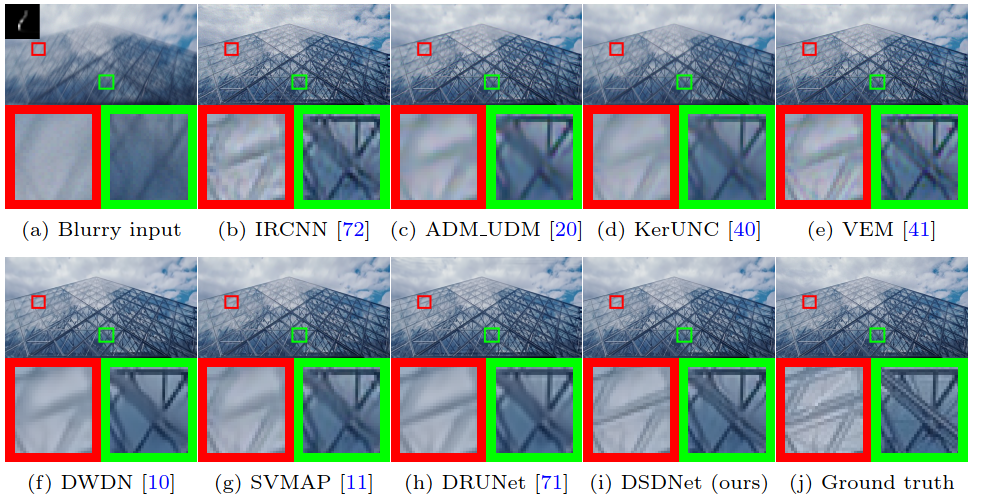 (a) Blurry input (b) IRCNN [72] (c) ADM_UDM [20] (d) KerUNC [40] (e) VEM [41]
(f) DWDN [10] (g) SVMAP [11] (h) DRUNet [71] (i) DSDNet (ours) (j) Ground truth